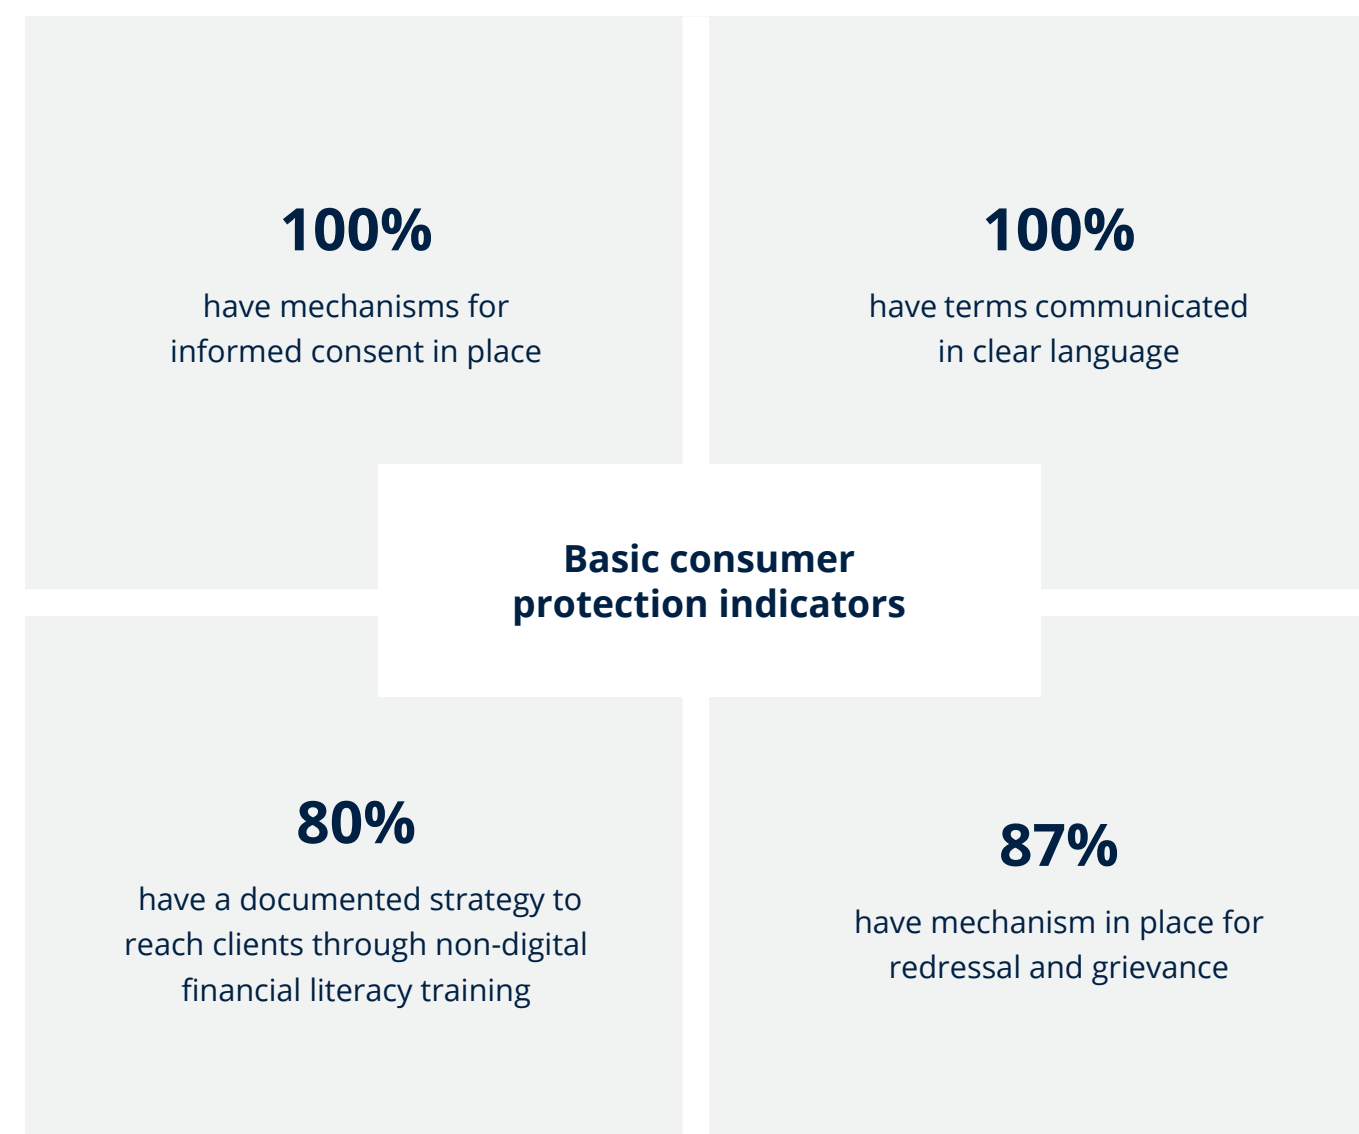 100%
have mechanisms for
informed consent in place
100%
have terms communicated
in clear language
Basic consumer
protection indicators
80%
have a documented strategy to
reach clients through non-digital
financial literacy training
87%
have mechanism in place for
redressal and grievance